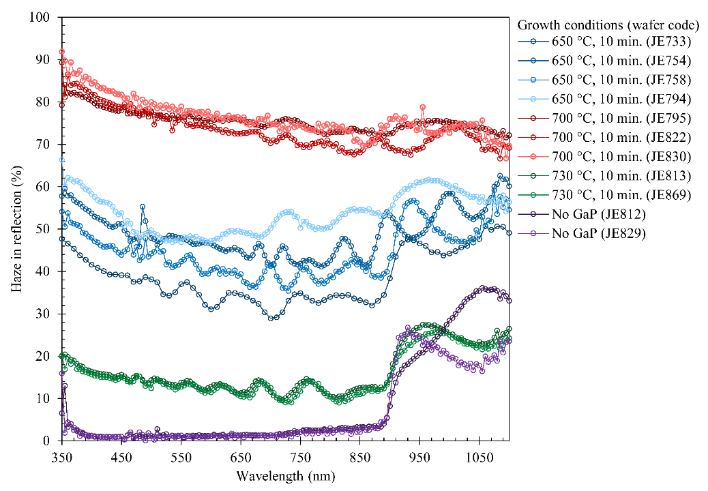 Growth conditions (wafer code)
650 °C, 10 min. (JE733)
650 °C, 10 min. (JE754)
650 °C, 10 min. (JE758)
650 °C, 10 min. (JE794)
700 °C, 10 min. (JE795)
700 °C, 10 min. (JE822)
700 °C, 10 min. (JE830)
730 °C, 10 min. (JE813)
730 °C, 10 min. (JE869)
No GaP (JE812)
No GaP (JE829)
Haze in reflection (%)
100
90
80
70
60
50
40
30
20
10
0
350 450 550 650 750 850 950 1050
Wavelength (nm)